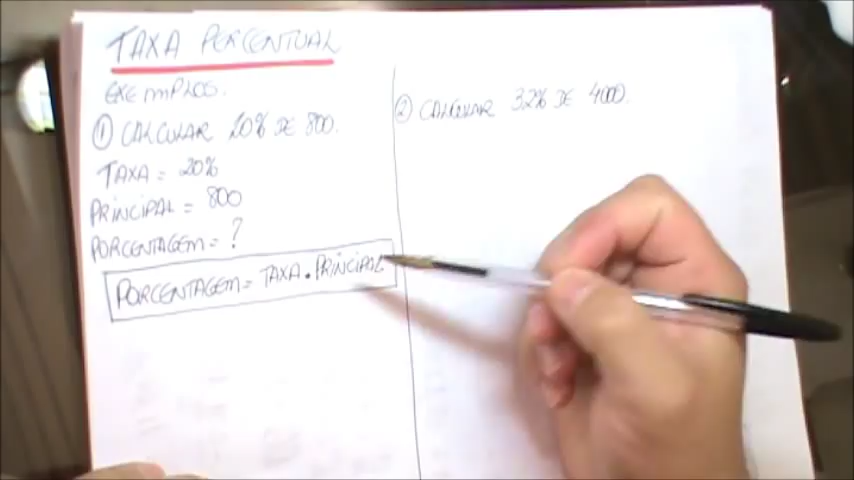 TAXA PERCENTUAL
EXEMPLOS.
① CALCULAR 20% DE 800.
TAXA = 20%
PRINCIPAL = 800
PORCENTAGEM = ?
PORCENTAGEM = TAXA . PRINCIPAL
② CALCULAR 32% DE 4000.